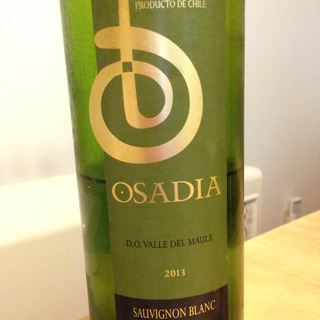 PRODUCTO DE CHILE
OSADIA
D.O. VALLE DEL MAULE
2013
SAUVIGNON BLANC